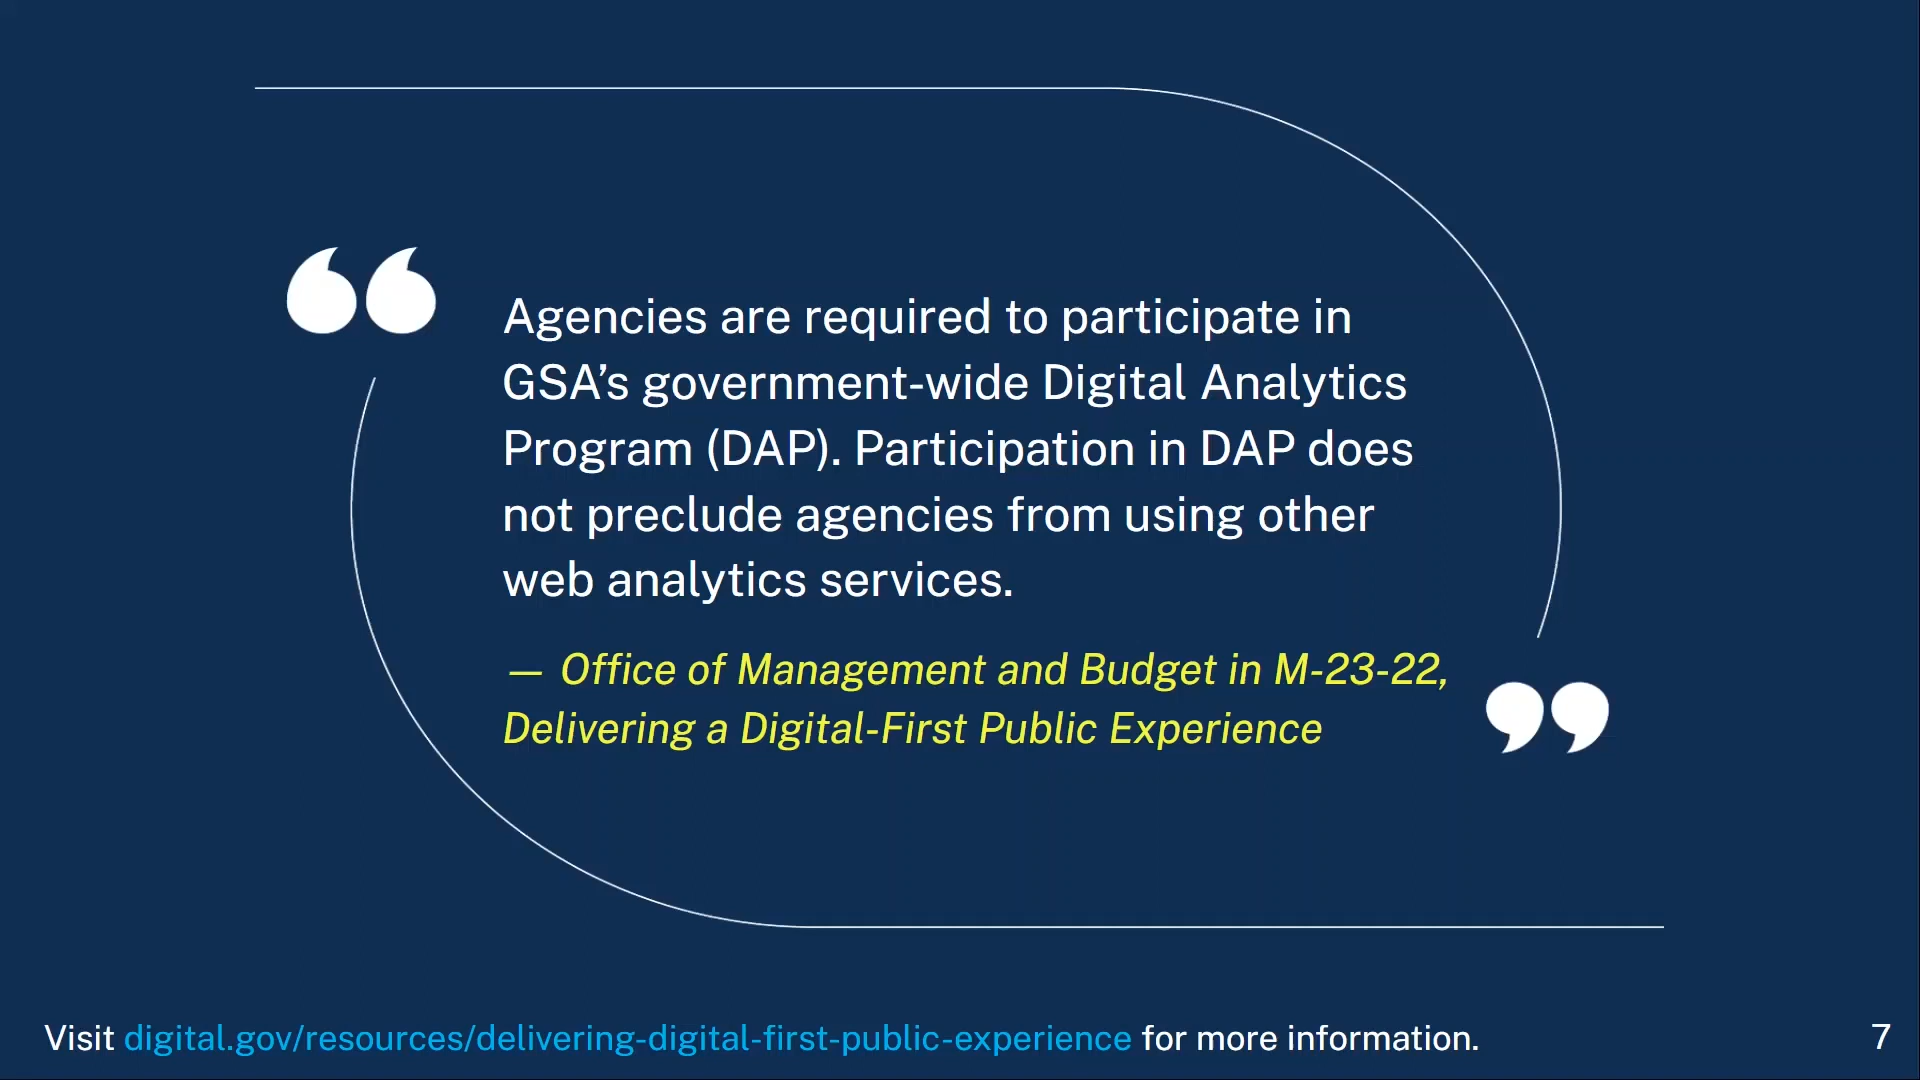 “
Agencies are required to participate in
GSA’s government-wide Digital Analytics
Program (DAP). Participation in DAP does
not preclude agencies from using other
web analytics services.
— Office of Management and Budget in M-23-22,
Delivering a Digital-First Public Experience
”
Visit digital.gov/resources/delivering-digital-first-public-experience for more information.
7